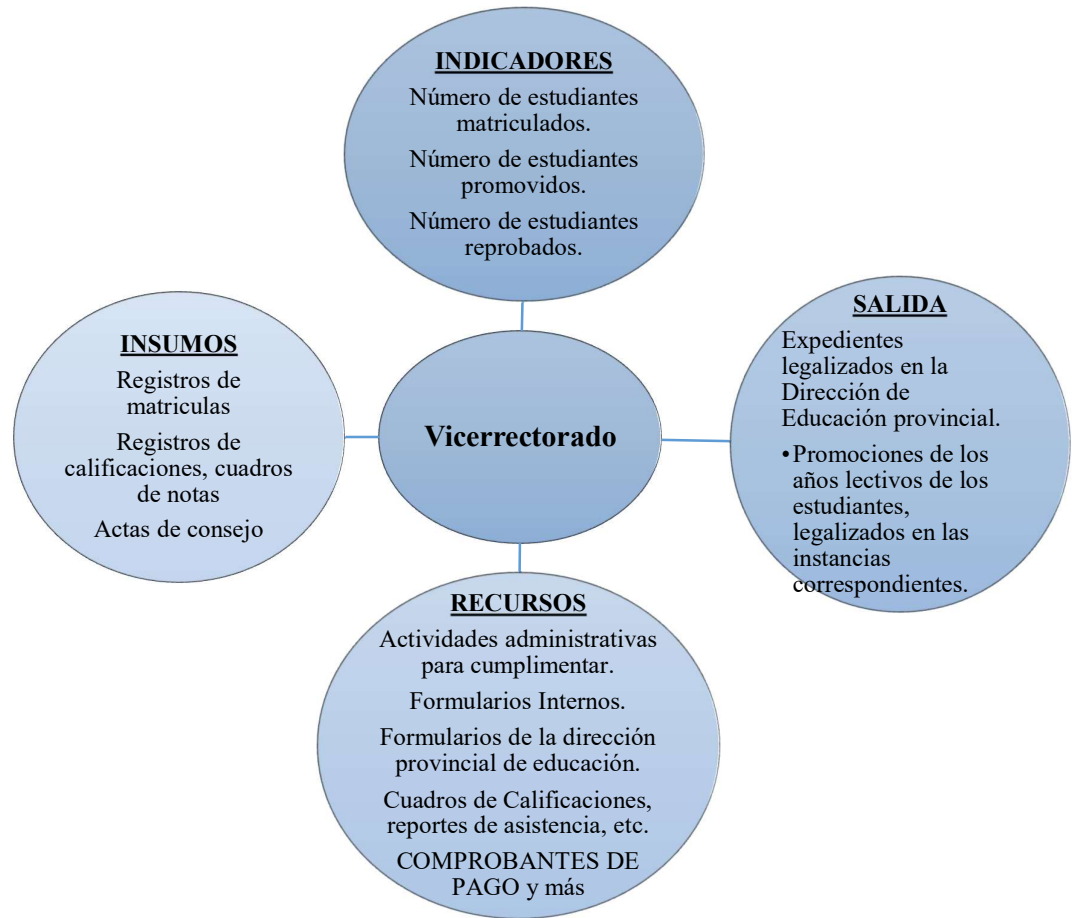 INDICADORES
Número de estudiantes
matriculados.
Número de estudiantes
promovidos.
Número de estudiantes
reprobados.
INSUMOS
Registros de
matriculas
Registros de
calificaciones, cuadros
de notas
Actas de consejo
Vicerrectorado
SALIDA
Expedientes
legalizados en la
Dirección de
Educación provincial.
•Promociones de los
años lectivos de los
estudiantes,
legalizados en las
instancias
correspondientes.
RECURSOS
Actividades administrativas
para cumplimentar.
Formularios Internos.
Formularios de la dirección
provincial de educación.
Cuadros de Calificaciones,
reportes de asistencia, etc.
COMPROBANTES DE
PAGO y más